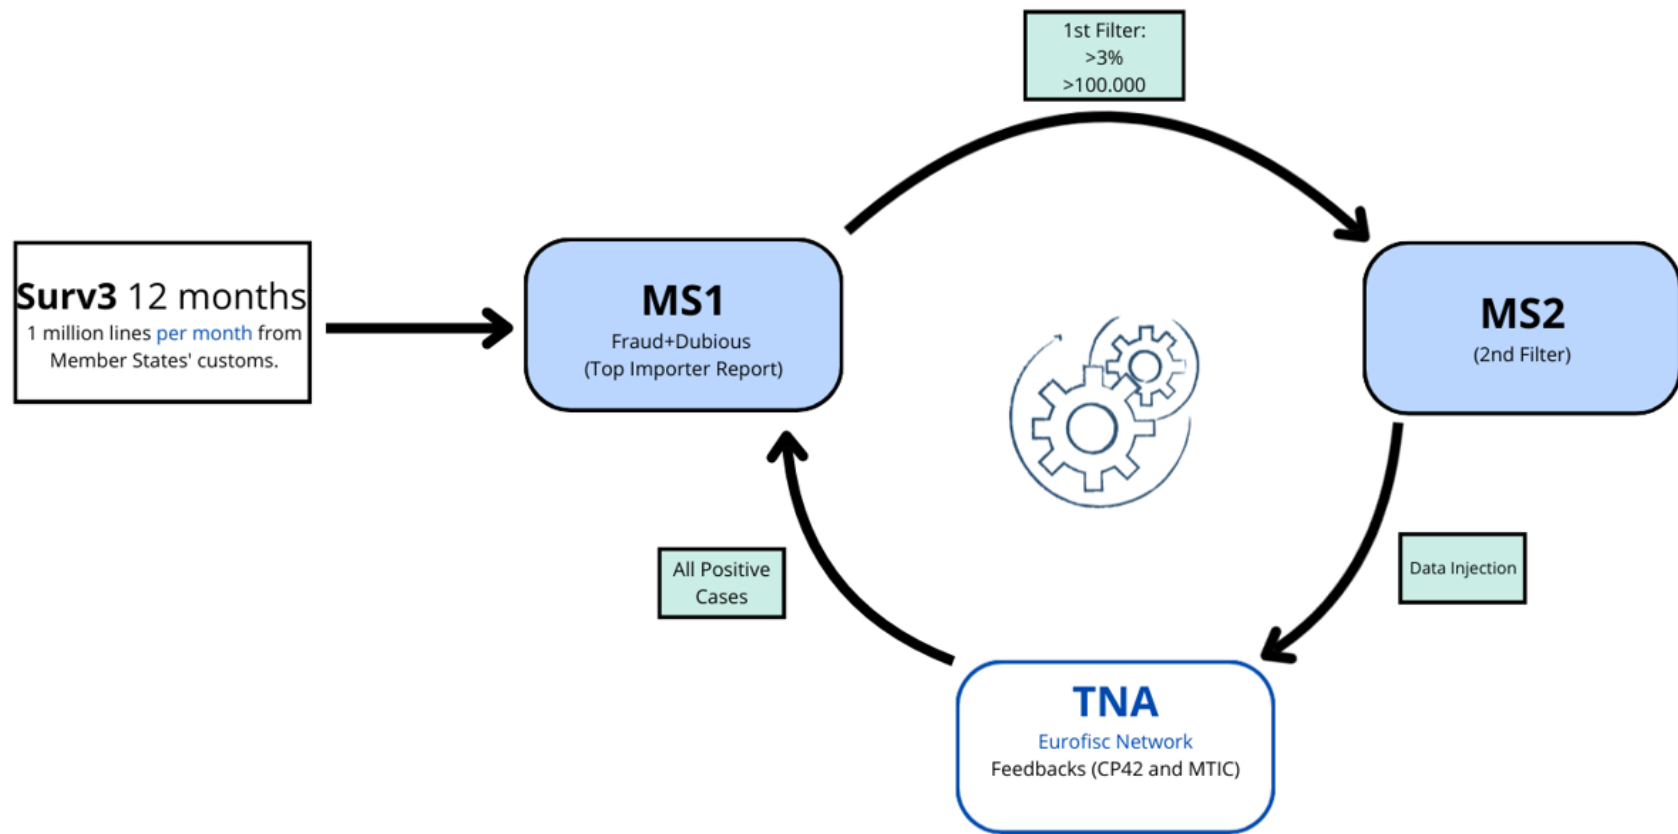 1st Filter:
>3%
>100.000
Surv3 12 months
1 million lines per month from
Member States' customs.
MS1
Fraud+Dubious
(Top Importer Report)
MS2
(2nd Filter)
All Positive
Cases
Data Injection
TNA
Eurofisc Network
Feedbacks (CP42 and MTIC)